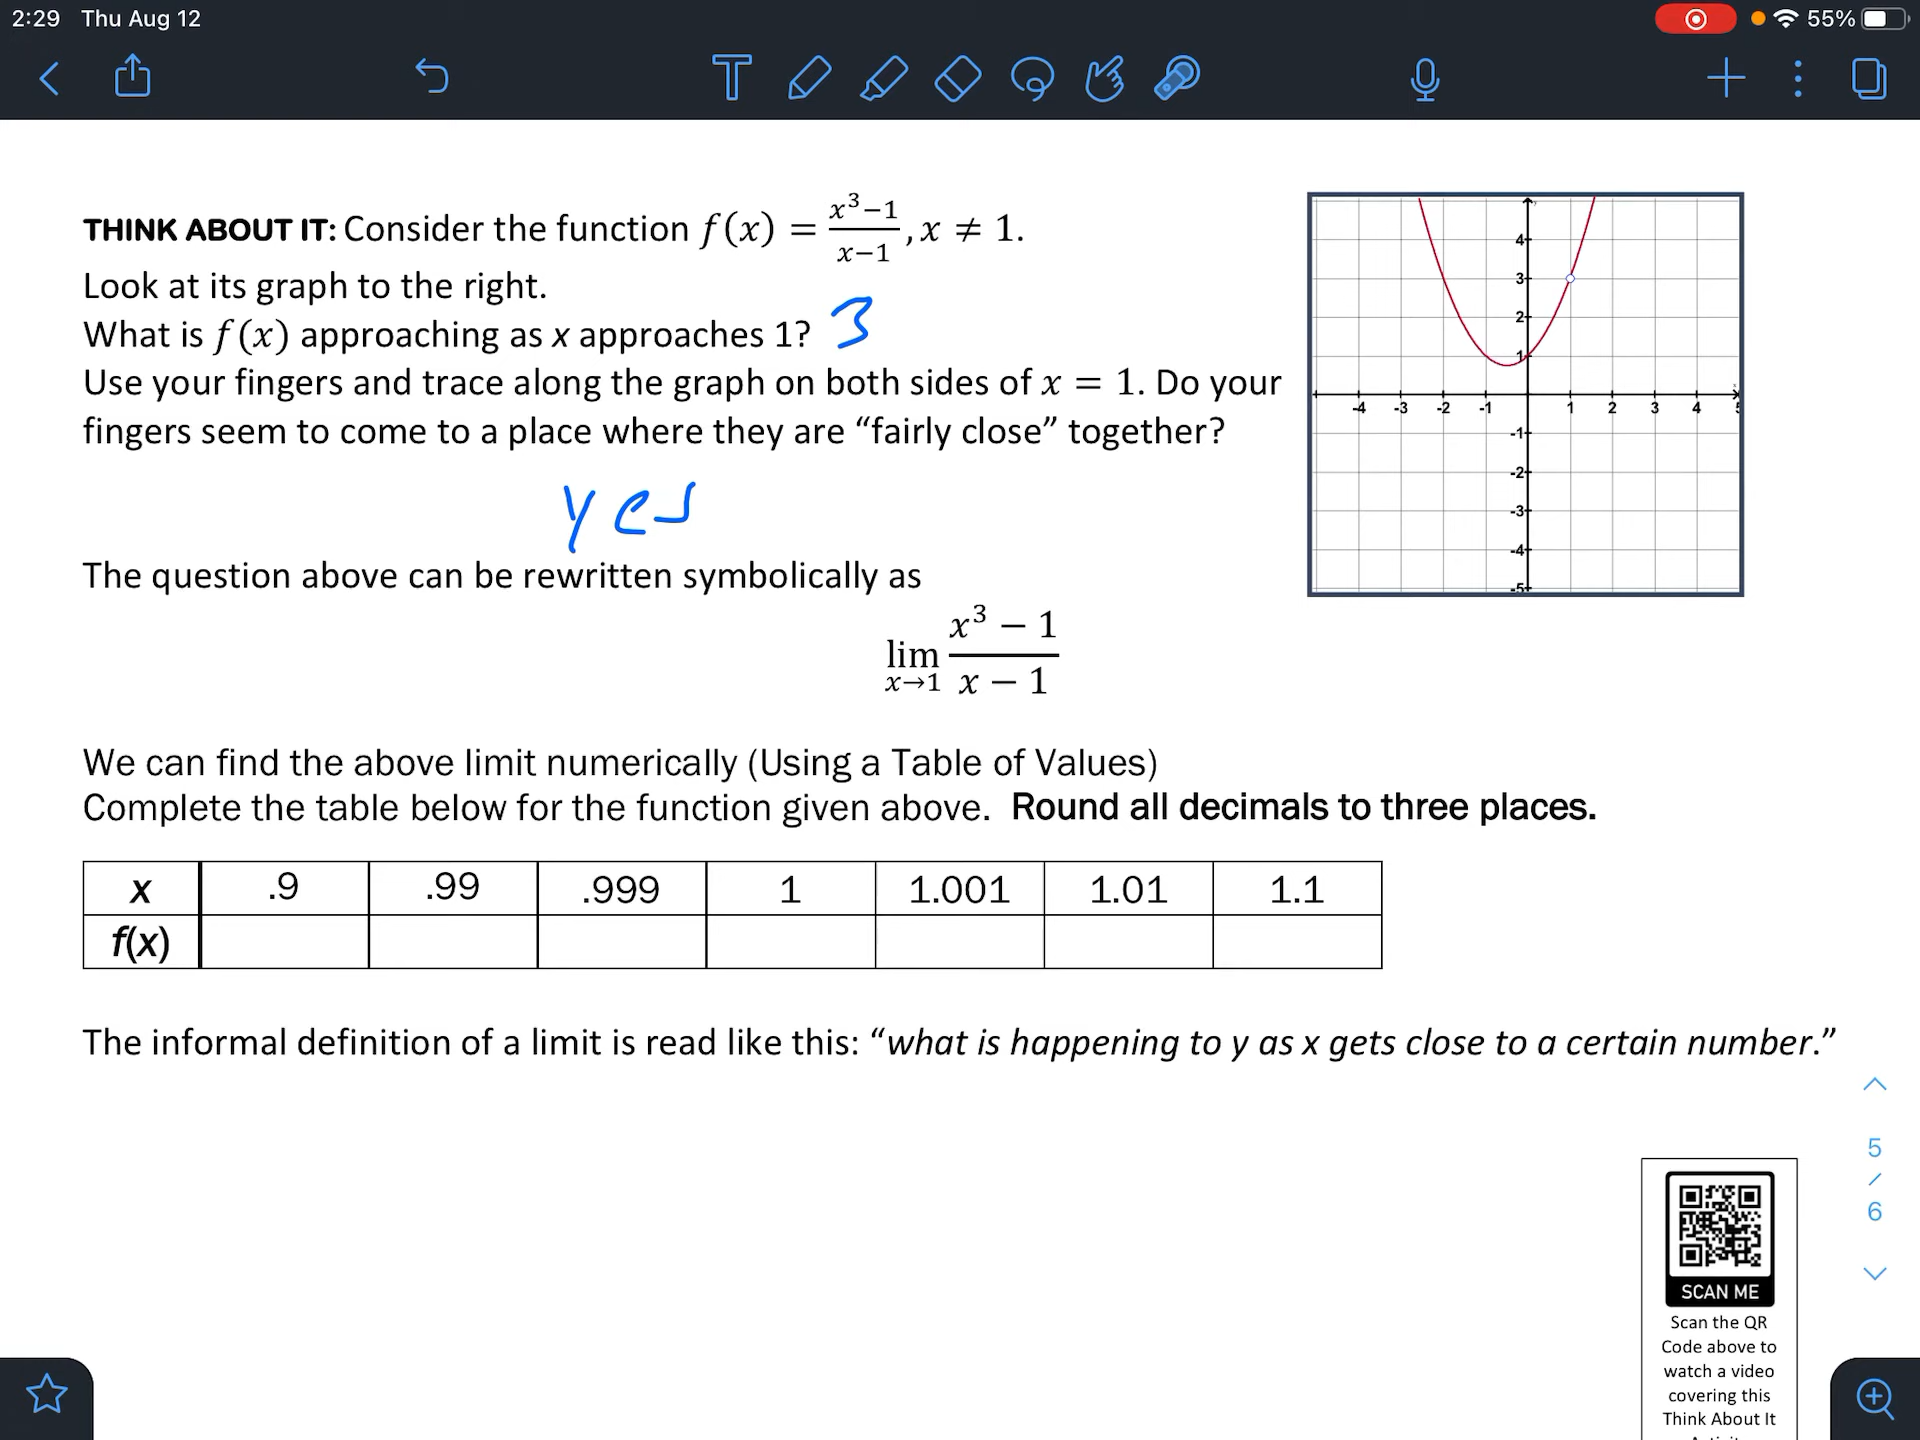 2:29 Thu Aug 12
55%
THINK ABOUT IT: Consider the function f(x) = (x³−1)/(x−1), x ≠ 1.
Look at its graph to the right.
What is f(x) approaching as x approaches 1? 3
Use your fingers and trace along the graph on both sides of x = 1. Do your
fingers seem to come to a place where they are “fairly close” together?
yes
The question above can be rewritten symbolically as
lim x→1 (x³ − 1)/(x − 1)
4
3
2
1
-4 -3 -2 -1 1 2 3 4 5
-1
-2
-3
-4
-5
We can find the above limit numerically (Using a Table of Values)
Complete the table below for the function given above. Round all decimals to three places.
x .9 .99 .999 1 1.001 1.01 1.1
f(x)
The informal definition of a limit is read like this: “what is happening to y as x gets close to a certain number.”
5
/
6
SCAN ME
Scan the QR
Code above to
watch a video
covering this
Think About It